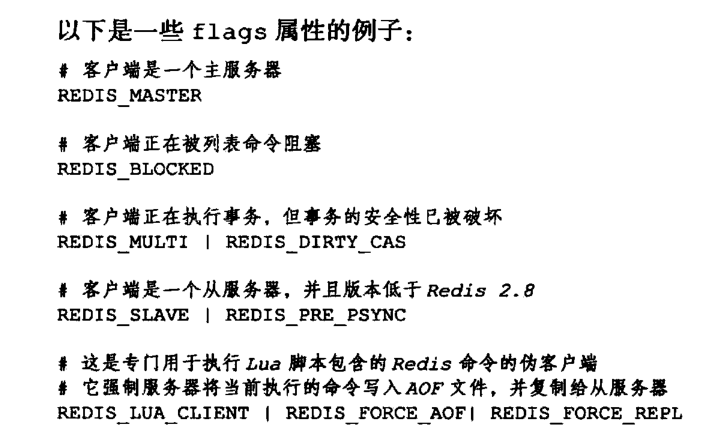 以下是一些 flags 属性的例子：
# 客户端是一个主服务器
REDIS_MASTER
# 客户端正在被列表命令阻塞
REDIS_BLOCKED
# 客户端正在执行事务，但事务的安全性已被破坏
REDIS_MULTI | REDIS_DIRTY_CAS
# 客户端是一个从服务器，并且版本低于 Redis 2.8
REDIS_SLAVE | REDIS_PRE_PSYNC
# 这是专门用于执行 Lua 脚本包含的 Redis 命令的伪客户端
# 它强制服务器将当前执行的命令写入 AOF 文件，并复制给从服务器
REDIS_LUA_CLIENT | REDIS_FORCE_AOF| REDIS_FORCE_REPL